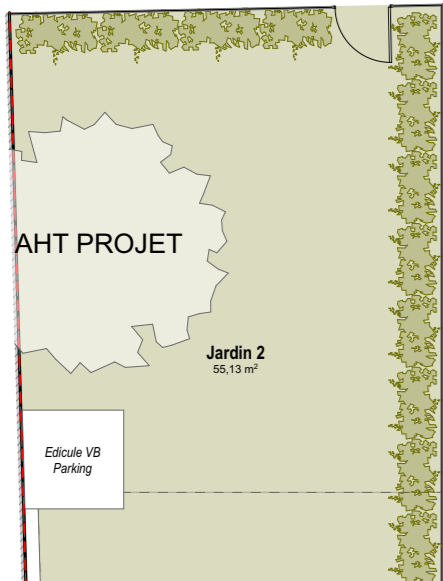 AHT PROJET
Jardin 2
55,13 m²
Edicule VB
Parking